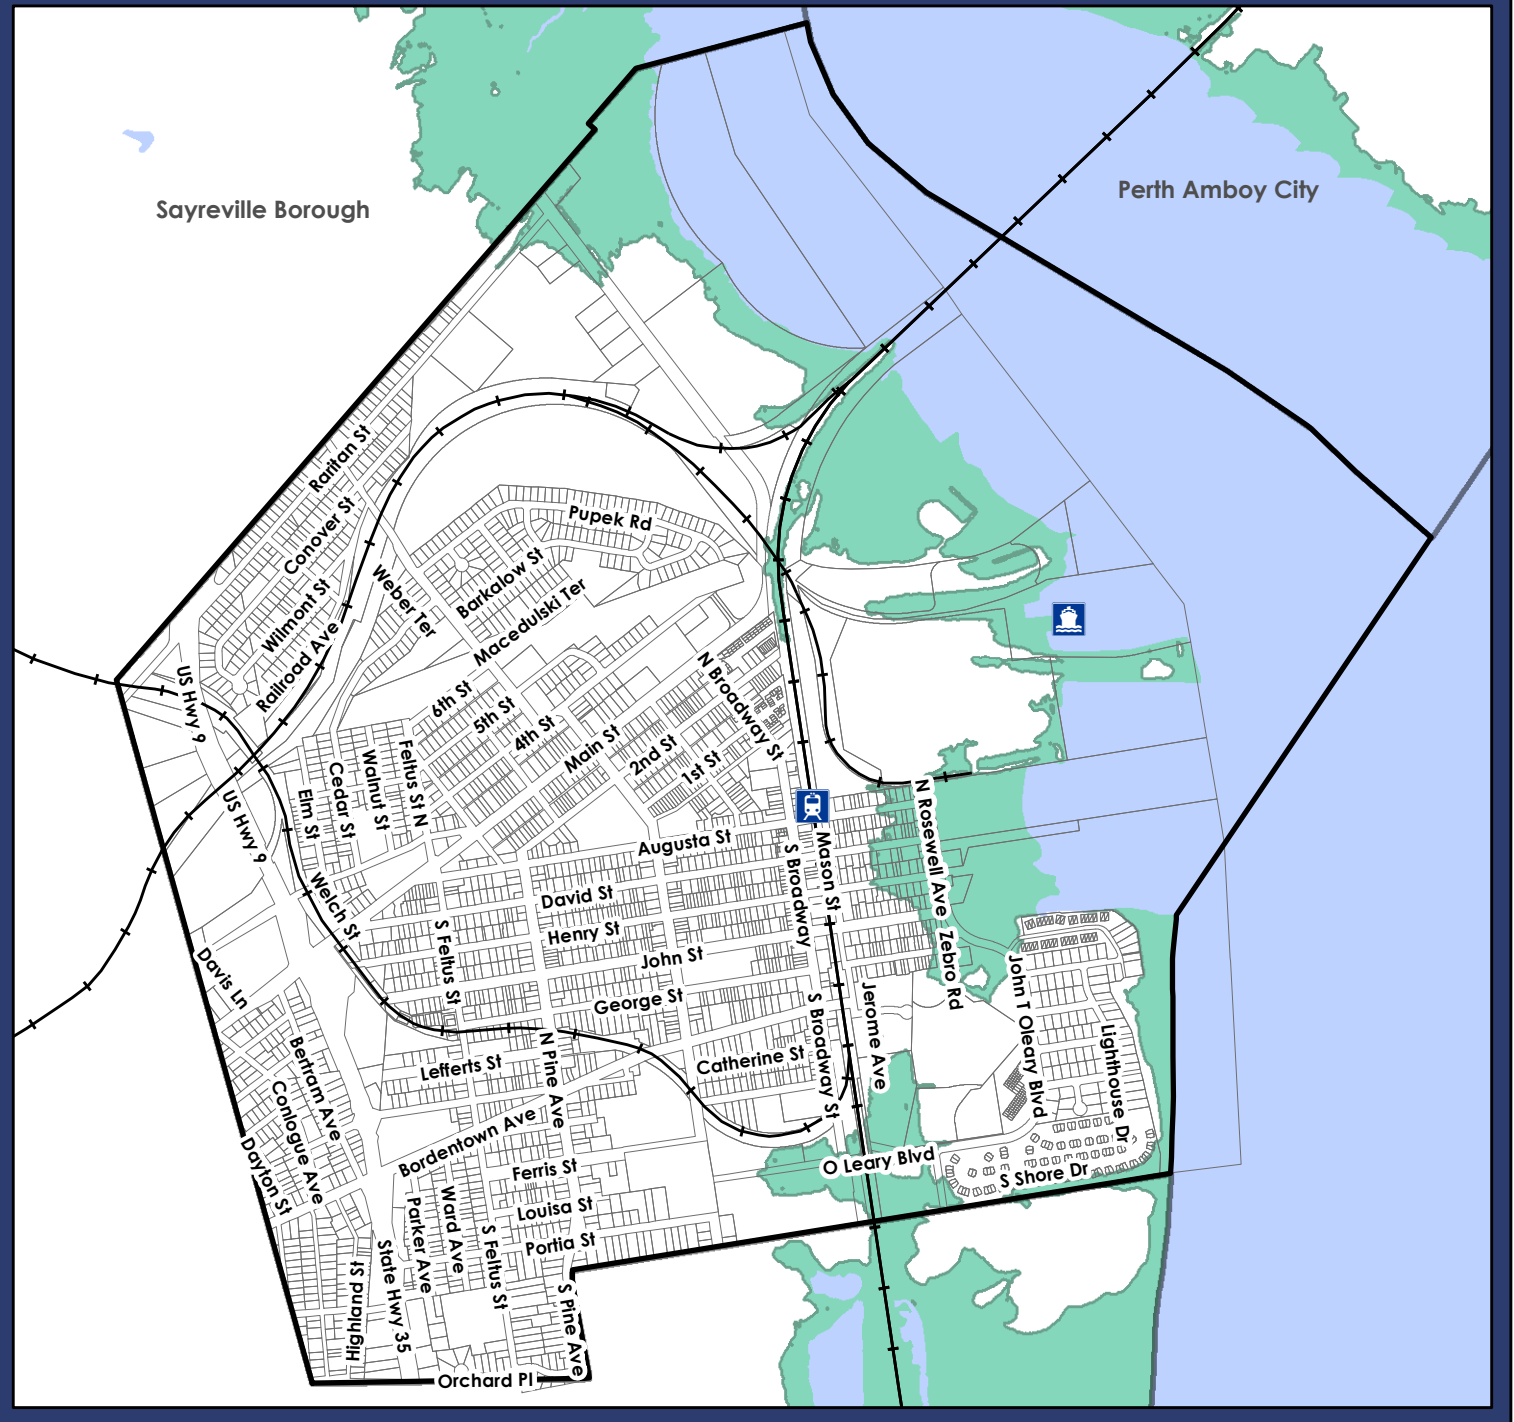 Perth Amboy City
Sayreville Borough
Raritan St
Conover St
Pupek Rd
Wilmont St
Weber Ter
Barkalow St
Macedulski Ter
Railroad Ave
US Hwy 9
6th St
5th St
4th St
Main St
2nd St
1st St
N Broadway St
Feltus St N
Walnut St
Cedar St
Elm St
US Hwy 9
Augusta St
S Broadway
Mason St
N Rosewell Ave
Welch St
David St
Henry St
John St
George St
S Feltus St
Zebro Rd
Davis Ln
Lefferts St
N Pine Ave
Catherine St
S Broadway St
Jerome Ave
John T Oleary Blvd
Lighthouse Dr
Bertram Ave
Conlogue Ave
Dayton St
Bordentown Ave
Ferris St
O Leary Blvd
S Shore Dr
Louisa St
Portia St
Ward Ave
Parker Ave
S Feltus St
State Hwy 35
Highland St
S Pine Ave
Orchard Pl